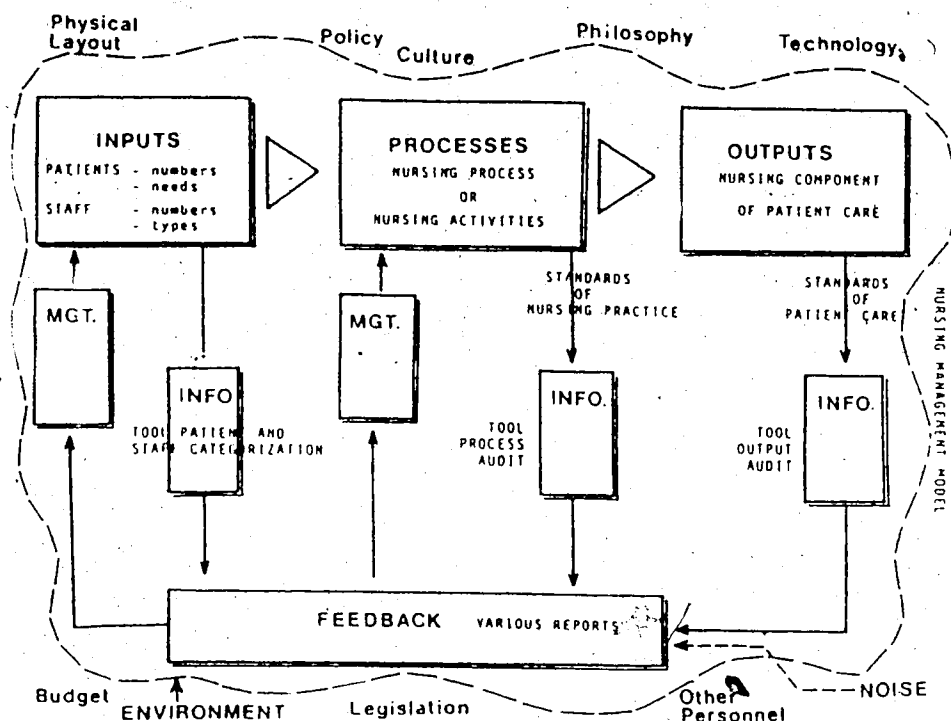 Physical
Layout
Policy
Culture
Philosophy
Technology
INPUTS
PATIENTS - numbers
- needs
STAFF - numbers
- types
PROCESSES
NURSING PROCESS
OR
NURSING ACTIVITIES
OUTPUTS
NURSING COMPONENT
OF PATIENT CARE
MGT.
INFO
TOOL PATIENT AND
STAFF CATEGORIZATION
MGT.
STANDARDS
OF
NURSING PRACTICE
INFO.
TOOL
PROCESS
AUDIT
STANDARDS
OF
PATIENT CARE
INFO.
TOOL
OUTPUT
AUDIT
NURSING MANAGEMENT MODEL
FEEDBACK VARIOUS REPORTS
Budget
ENVIRONMENT
Legislation
Other
Personnel
NOISE